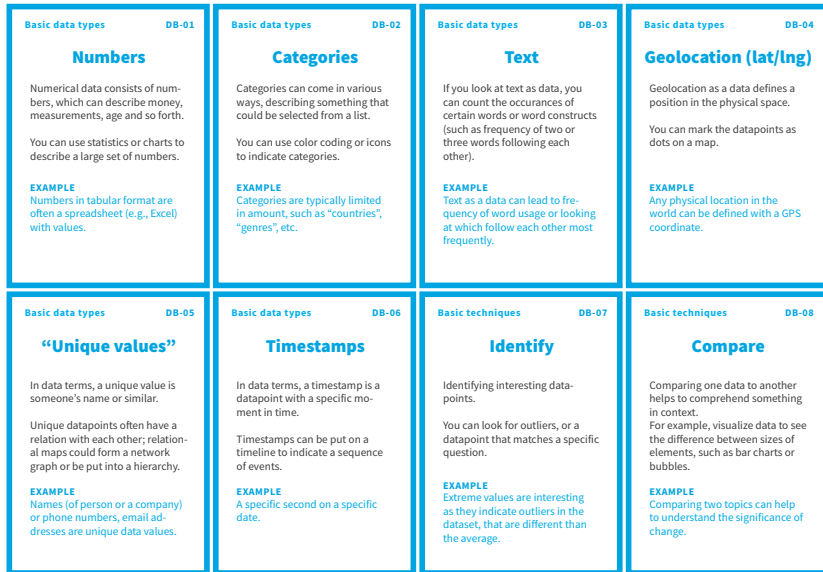 Basic data types DB-01
Numbers
Numerical data consists of num-
bers, which can describe money,
measurements, age and so forth.
You can use statistics or charts to
describe a large set of numbers.
EXAMPLE
Numbers in tabular format are
often a spreadsheet (e.g., Excel)
with values.
Basic data types DB-02
Categories
Categories can come in various
ways, describing something that
could be selected from a list.
You can use color coding or icons
to indicate categories.
EXAMPLE
Categories are typically limited
in amount, such as “countries”,
“genres”, etc.
Basic data types DB-03
Text
If you look at text as data, you
can count the occurances of
certain words or word constructs
(such as frequency of two or
three words following each
other).
EXAMPLE
Text as a data can lead to fre-
quency of word usage or looking
at which follow each other most
frequently.
Basic data types DB-04
Geolocation (lat/lng)
Geolocation as a data defines a
position in the physical space.
You can mark the datapoints as
dots on a map.
EXAMPLE
Any physical location in the
world can be defined with a GPS
coordinate.
Basic data types DB-05
“Unique values”
In data terms, a unique value is
someone’s name or similar.
Unique datapoints often have a
relation with each other; relation-
al maps could form a network
graph or be put into a hierarchy.
EXAMPLE
Names (of person or a company)
or phone numbers, email ad-
dresses are unique data values.
Basic data types DB-06
Timestamps
In data terms, a timestamp is a
datapoint with a specific mo-
ment in time.
Timestamps can be put on a
timeline to indicate a sequence
of events.
EXAMPLE
A specific second on a specific
date.
Basic techniques DB-07
Identify
Identifying interesting data-
points.
You can look for outliers, or a
datapoint that matches a specific
question.
EXAMPLE
Extreme values are interesting
as they indicate outliers in the
dataset, that are different than
the average.
Basic techniques DB-08
Compare
Comparing one data to another
helps to comprehend something
in context.
For example, visualize data to see
the difference between sizes of
elements, such as bar charts or
bubbles.
EXAMPLE
Comparing two topics can help
to understand the significance of
change.